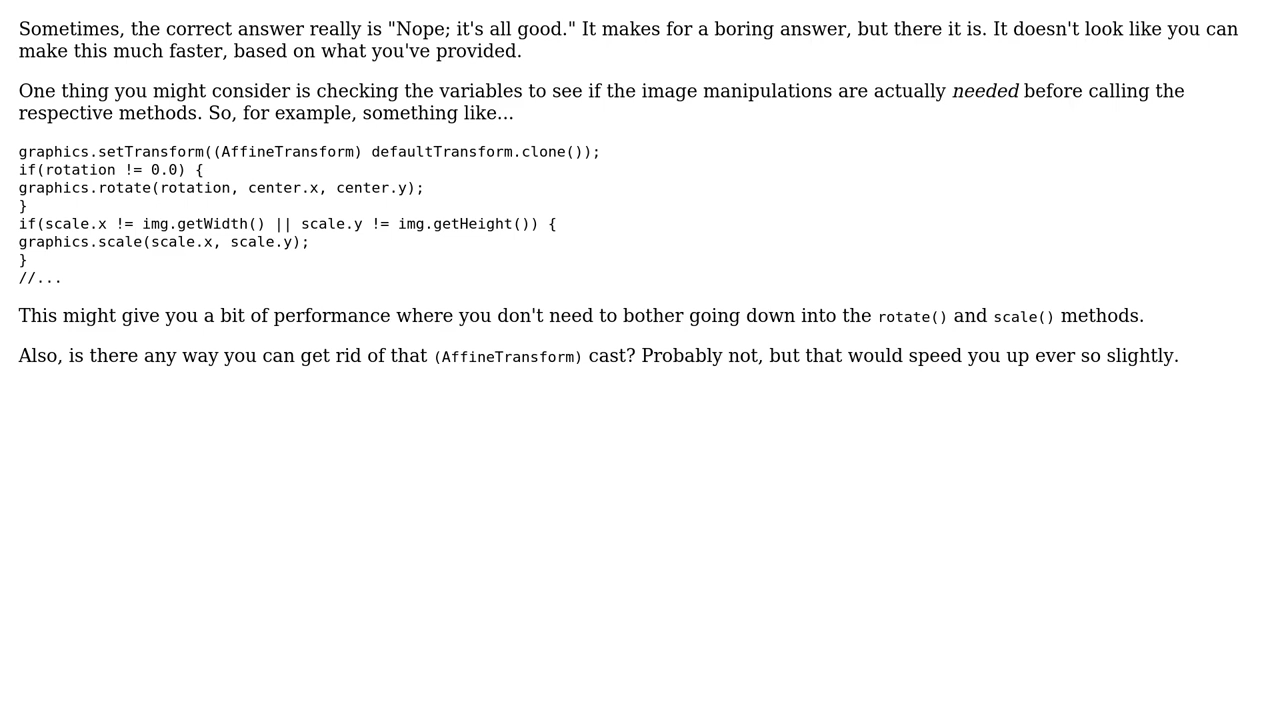 Sometimes, the correct answer really is "Nope; it's all good." It makes for a boring answer, but there it is. It doesn't look like you can
make this much faster, based on what you've provided.
One thing you might consider is checking the variables to see if the image manipulations are actually needed before calling the
respective methods. So, for example, something like...
graphics.setTransform((AffineTransform) defaultTransform.clone());
if(rotation != 0.0) {
graphics.rotate(rotation, center.x, center.y);
}
if(scale.x != img.getWidth() || scale.y != img.getHeight()) {
graphics.scale(scale.x, scale.y);
}
//...
This might give you a bit of performance where you don't need to bother going down into the rotate() and scale() methods.
Also, is there any way you can get rid of that (AffineTransform) cast? Probably not, but that would speed you up ever so slightly.